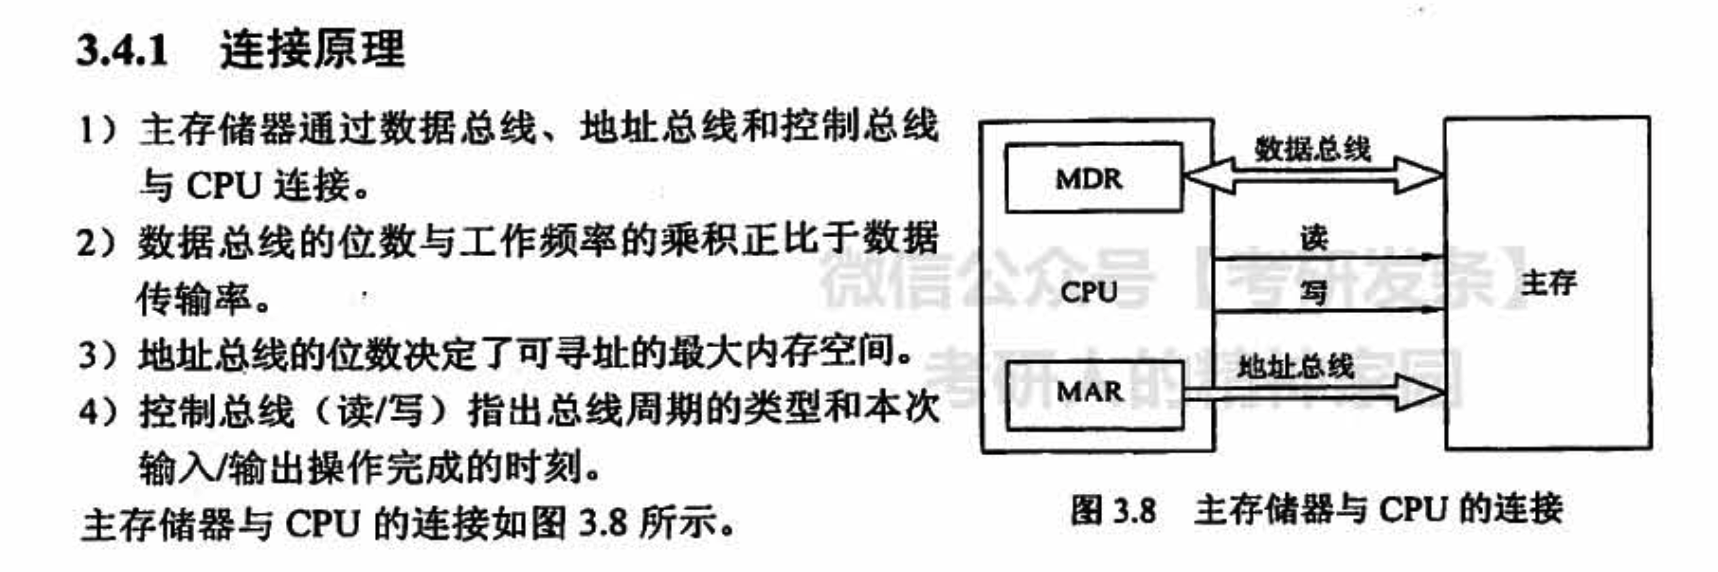 3.4.1 连接原理
1）主存储器通过数据总线、地址总线和控制总线
与 CPU 连接。
2）数据总线的位数与工作频率的乘积正比于数据
传输率。
3）地址总线的位数决定了可寻址的最大内存空间。
4）控制总线（读/写）指出总线周期的类型和本次
输入/输出操作完成的时刻。
主存储器与 CPU 的连接如图 3.8 所示。
MDR
数据总线
读
CPU
写
主存
MAR
地址总线
图 3.8 主存储器与 CPU 的连接
微信公众号【考研发条】
考研人的精神家园